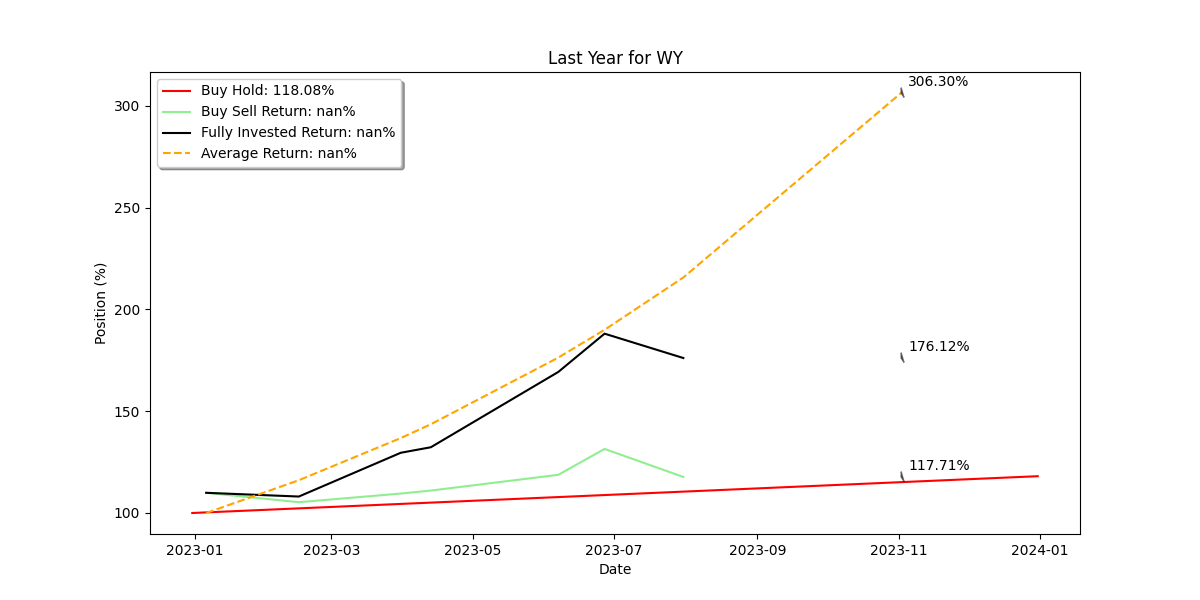 Last Year for WY
Buy Hold: 118.08%
Buy Sell Return: nan%
Fully Invested Return: nan%
Average Return: nan%
306.30%
176.12%
117.71%
Position (%)
300
250
200
150
100
2023-01 2023-03 2023-05 2023-07 2023-09 2023-11 2024-01
Date